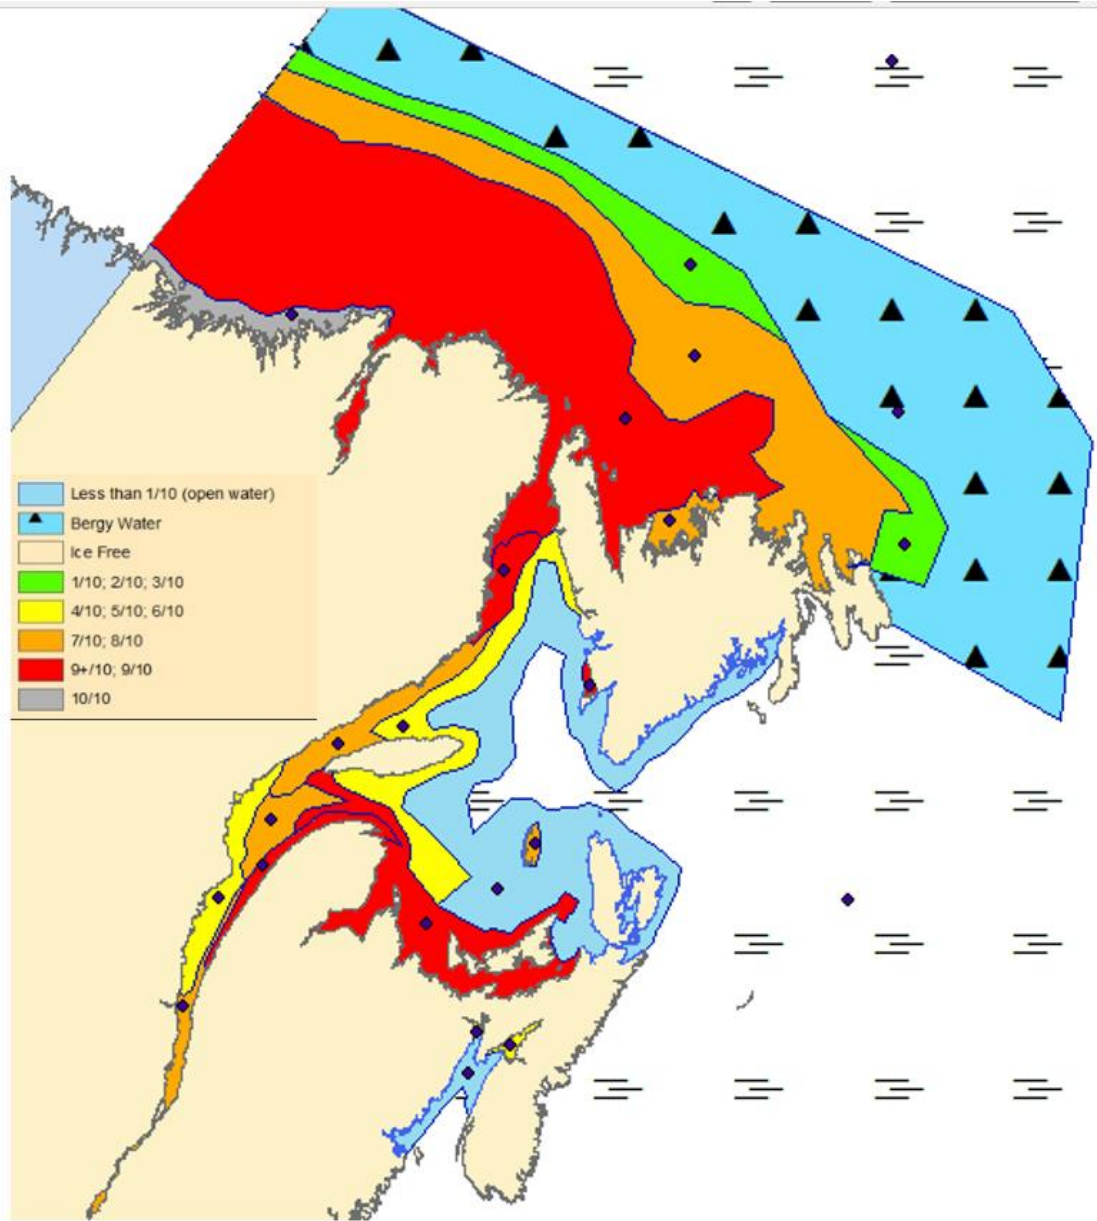 Less than 1/10 (open water)
Bergy Water
Ice Free
1/10; 2/10; 3/10
4/10; 5/10; 6/10
7/10; 8/10
9+/10; 9/10
10/10